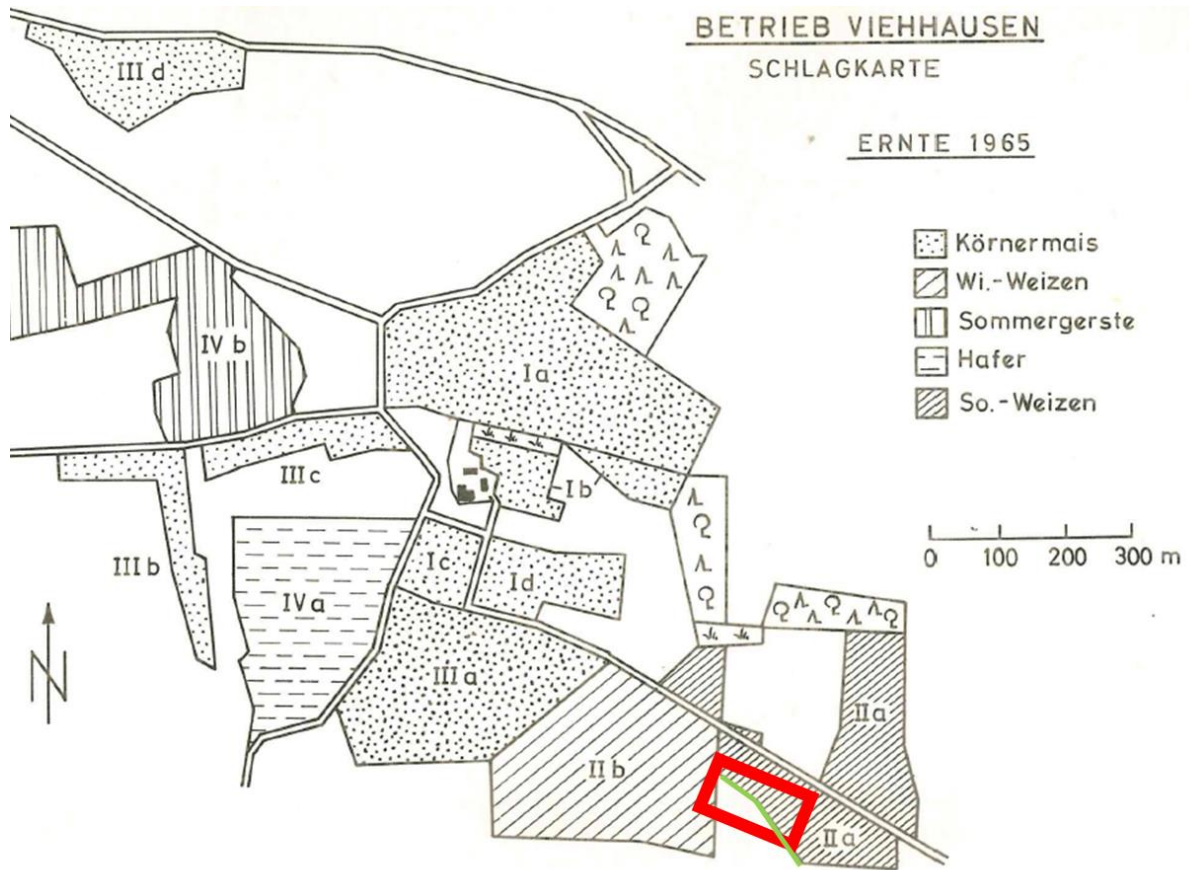 BETRIEB VIEHHAUSEN
SCHLAGKARTE
ERNTE 1965
Körnermais
Wi.-Weizen
Sommergerste
Hafer
So.-Weizen
III d
IV b
I a
III c
I b
III b
I c
I d
IV a
III a
II a
II b
II a
0 100 200 300 m
N